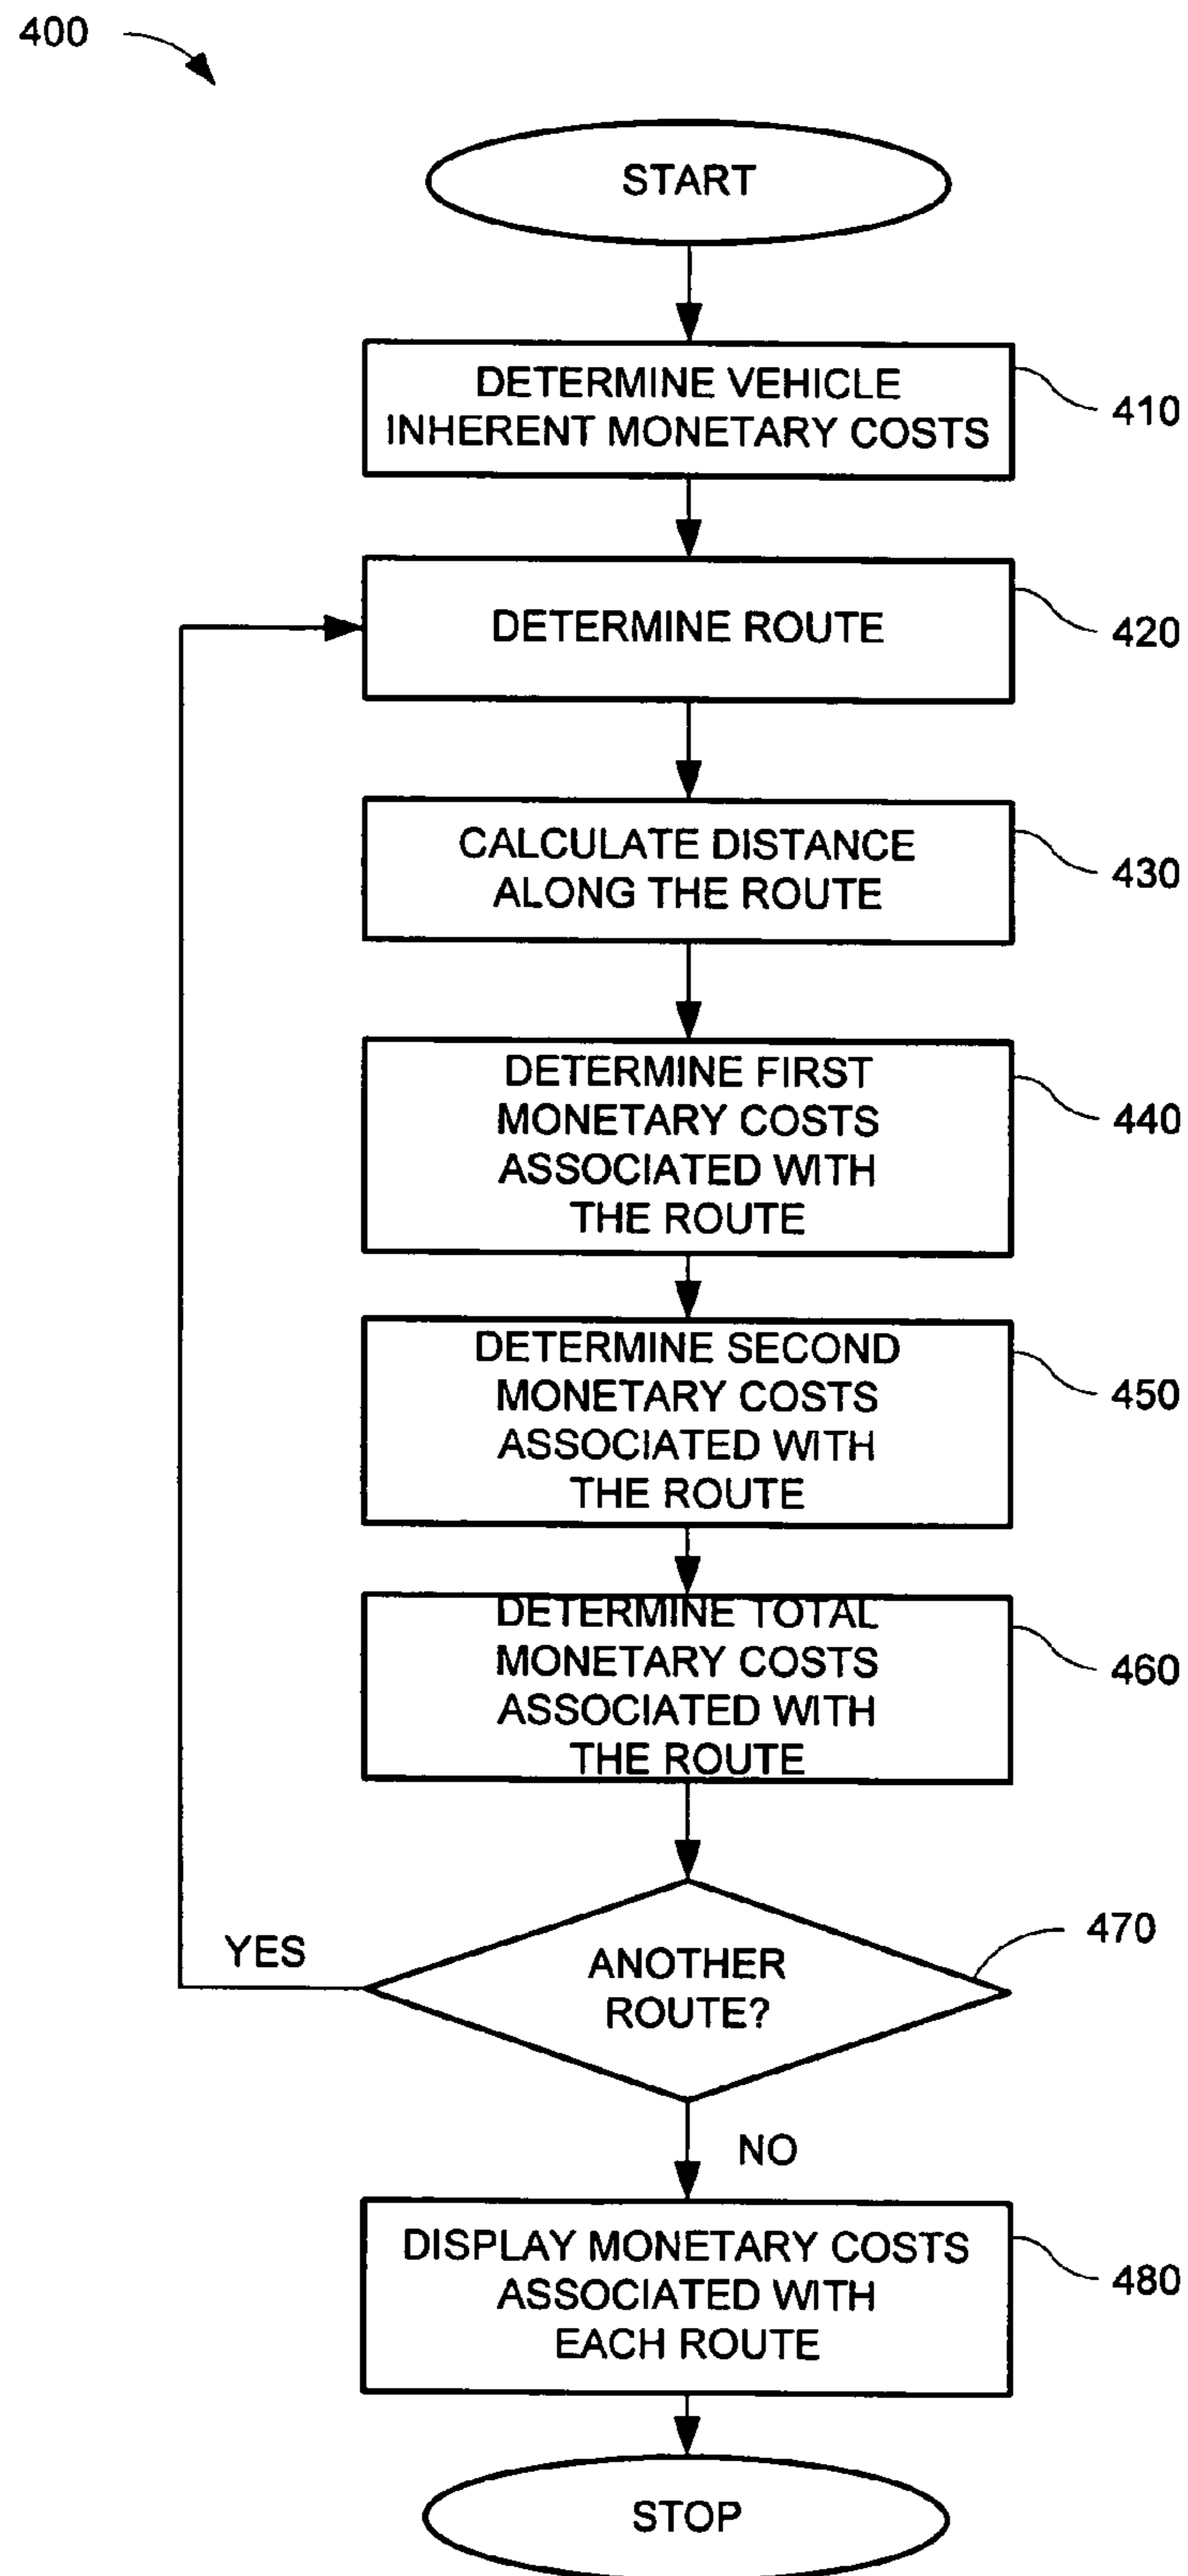 400
START
DETERMINE VEHICLE
INHERENT MONETARY COSTS
410
DETERMINE ROUTE
420
CALCULATE DISTANCE
ALONG THE ROUTE
430
DETERMINE FIRST
MONETARY COSTS
ASSOCIATED WITH
THE ROUTE
440
DETERMINE SECOND
MONETARY COSTS
ASSOCIATED WITH
THE ROUTE
450
DETERMINE TOTAL
MONETARY COSTS
ASSOCIATED WITH
THE ROUTE
460
YES
ANOTHER
ROUTE?
470
NO
DISPLAY MONETARY COSTS
ASSOCIATED WITH
EACH ROUTE
480
STOP